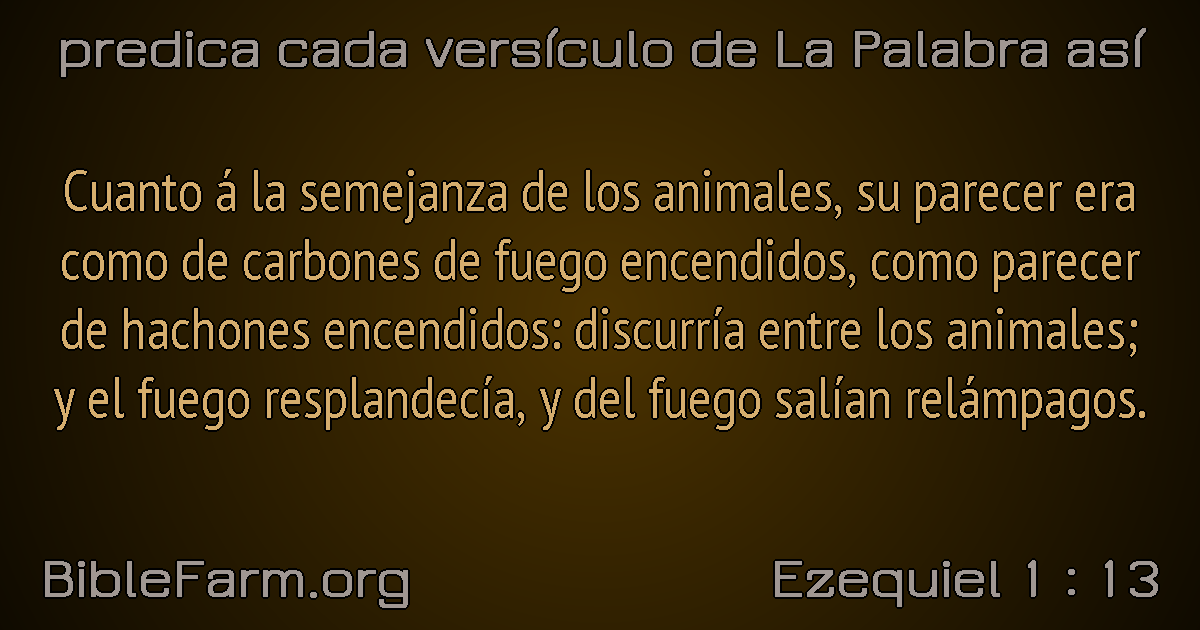 predica cada versículo de La Palabra así
Cuanto á la semejanza de los animales, su parecer era
como de carbones de fuego encendidos, como parecer
de hachones encendidos: discurría entre los animales;
y el fuego resplandecía, y del fuego salían relámpagos.
BibleFarm.org
Ezequiel 1 : 13